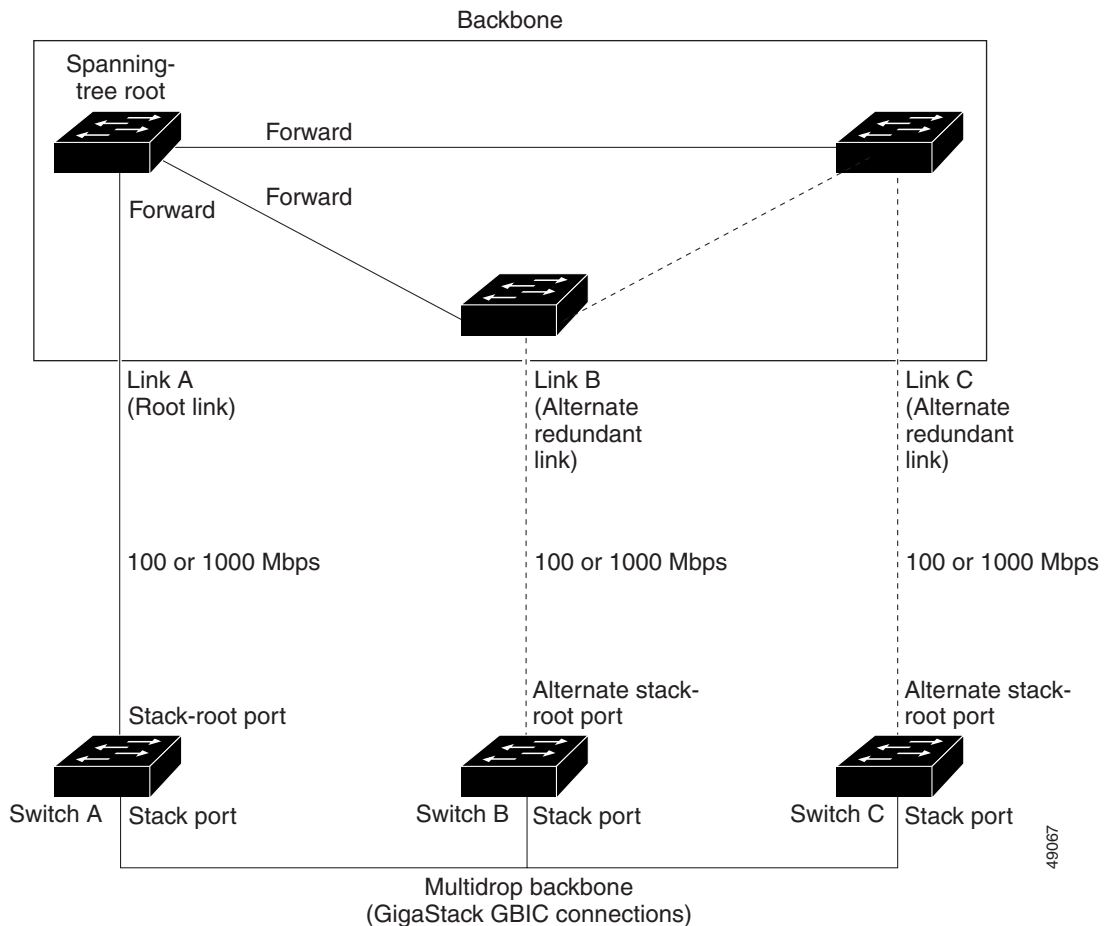 Backbone
Spanning-
tree root
Forward
Forward
Forward
Link A
(Root link)
Link B
(Alternate
redundant
link)
Link C
(Alternate
redundant
link)
100 or 1000 Mbps
100 or 1000 Mbps
100 or 1000 Mbps
Stack-root port
Alternate stack-
root port
Alternate stack-
root port
Switch A
Stack port
Switch B
Stack port
Switch C
Stack port
49067
Multidrop backbone
(GigaStack GBIC connections)